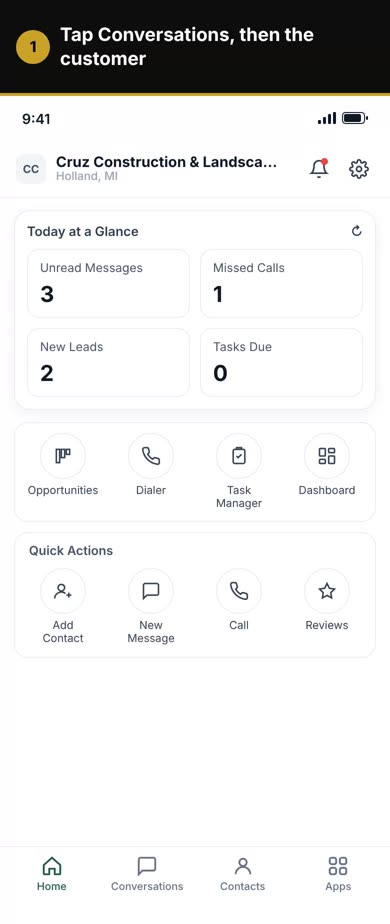 1
Tap Conversations, then the
customer
9:41
CC
Cruz Construction & Landsca...
Holland, MI
Today at a Glance
Unread Messages
3
Missed Calls
1
New Leads
2
Tasks Due
0
Opportunities
Dialer
Task
Manager
Dashboard
Quick Actions
Add
Contact
New
Message
Call
Reviews
Home
Conversations
Contacts
Apps